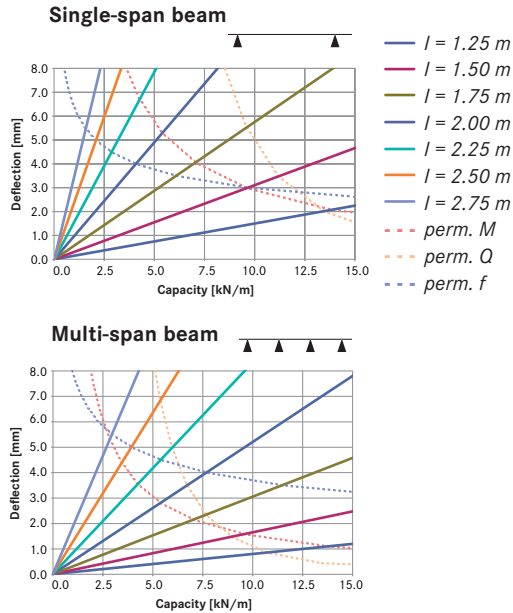 Single-span beam
8.0
7.0
6.0
5.0
4.0
3.0
2.0
1.0
0.0
Deflection [mm]
0.0 2.5 5.0 7.5 10.0 12.5 15.0
Capacity [kN/m]
l = 1.25 m
l = 1.50 m
l = 1.75 m
l = 2.00 m
l = 2.25 m
l = 2.50 m
l = 2.75 m
perm. M
perm. Q
perm. f
Multi-span beam
8.0
7.0
6.0
5.0
4.0
3.0
2.0
1.0
0.0
Deflection [mm]
0.0 2.5 5.0 7.5 10.0 12.5 15.0
Capacity [kN/m]